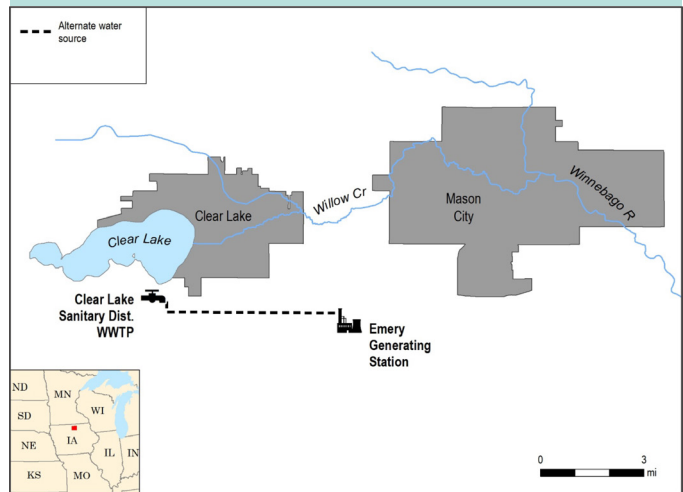 Alternate water
source
Willow Cr
Winnebago R
Clear Lake
Mason
City
Clear Lake
Clear Lake
Sanitary Dist.
WWTP
Emery
Generating
Station
ND
MN
WI
SD
IA
NE
IL
IN
KS
MO
0 3
mi